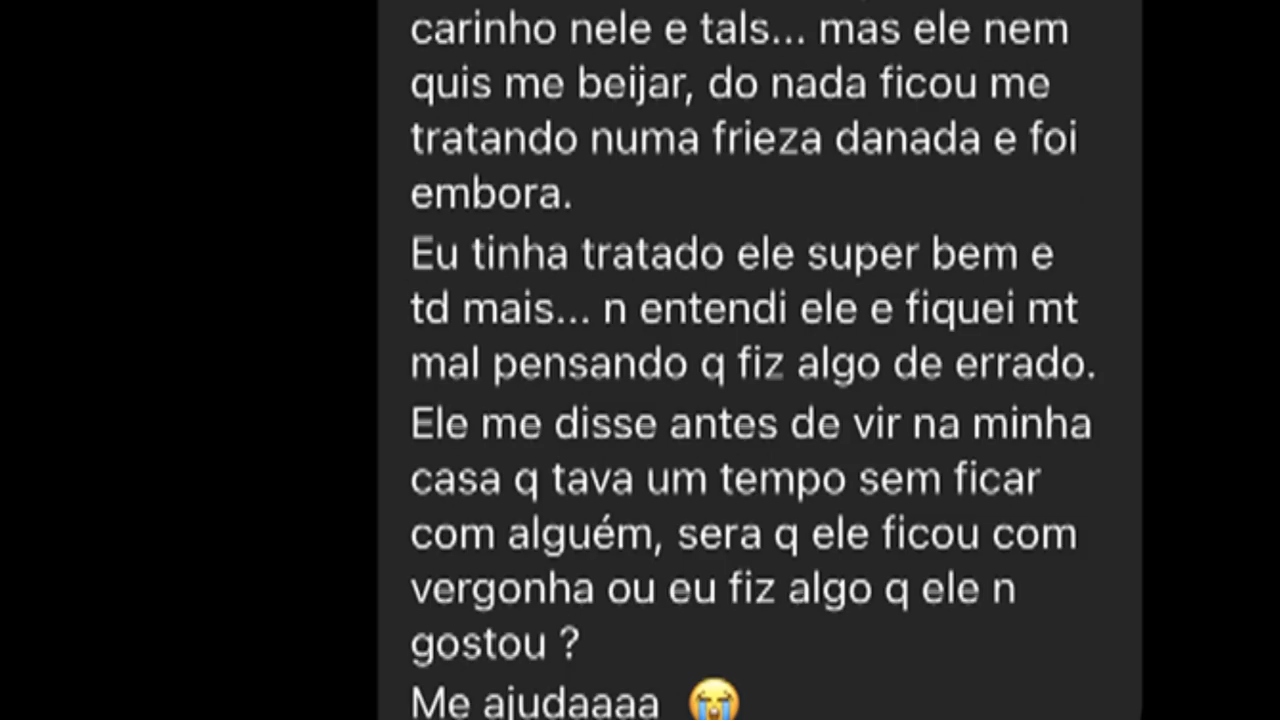 carinho nele e tals... mas ele nem
quis me beijar, do nada ficou me
tratando numa frieza danada e foi
embora.
Eu tinha tratado ele super bem e
td mais... n entendi ele e fiquei mt
mal pensando q fiz algo de errado.
Ele me disse antes de vir na minha
casa q tava um tempo sem ficar
com alguém, sera q ele ficou com
vergonha ou eu fiz algo q ele n
gostou ?
Me ajudaaaa 😭